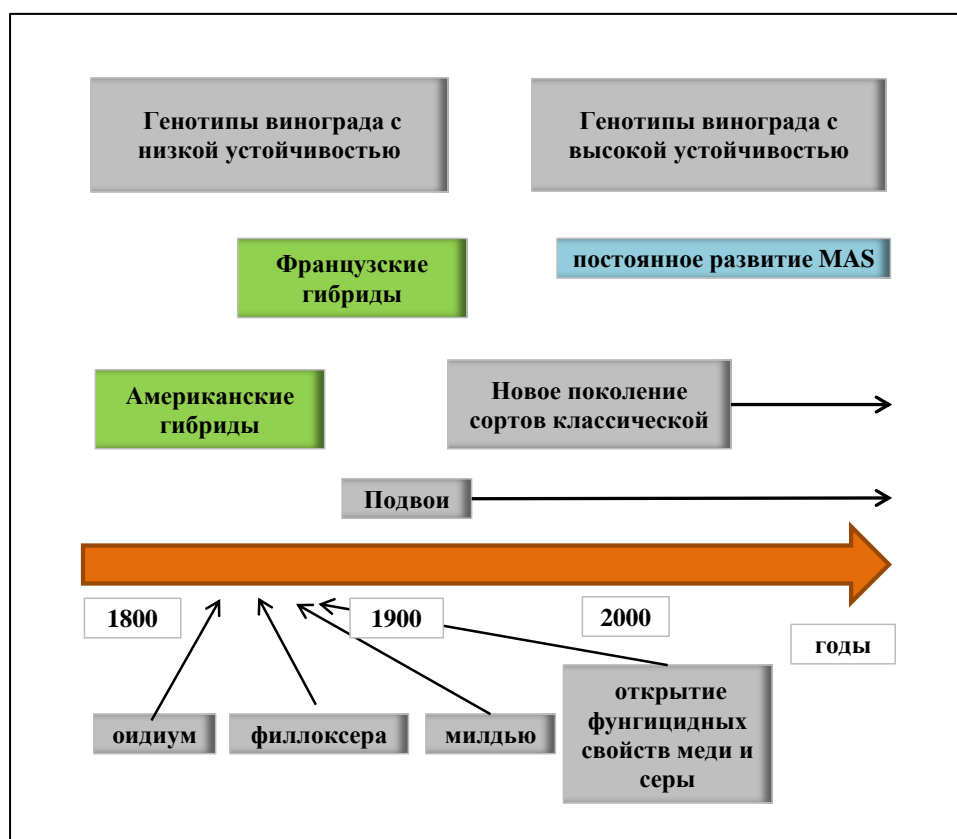 Генотипы винограда с
низкой устойчивостью
Генотипы винограда с
высокой устойчивостью
Французские
гибриды
постоянное развитие MAS
Американские
гибриды
Новое поколение
сортов классической
Подвои
1800
1900
2000
годы
оидиум
филлоксера
милдью
открытие
фунгицидных
свойств меди и
серы